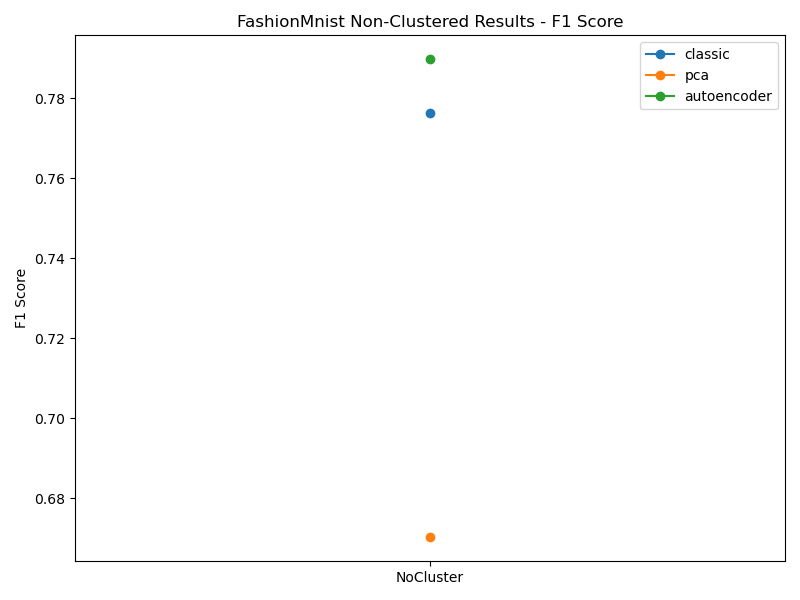 FashionMnist Non-Clustered Results - F1 Score
classic
pca
autoencoder
0.78
0.76
0.74
0.72
0.70
0.68
F1 Score
NoCluster